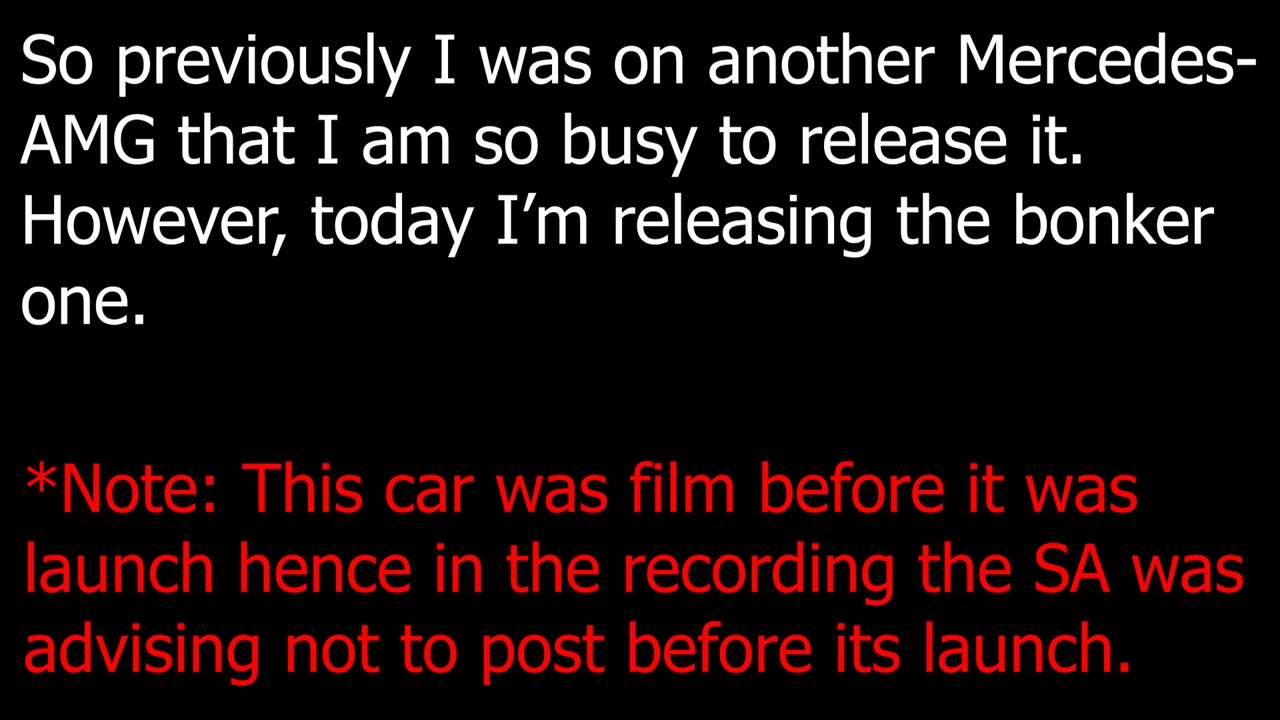 So previously I was on another Mercedes-
AMG that I am so busy to release it.
However, today I’m releasing the bonker
one.
*Note: This car was film before it was
launch hence in the recording the SA was
advising not to post before its launch.